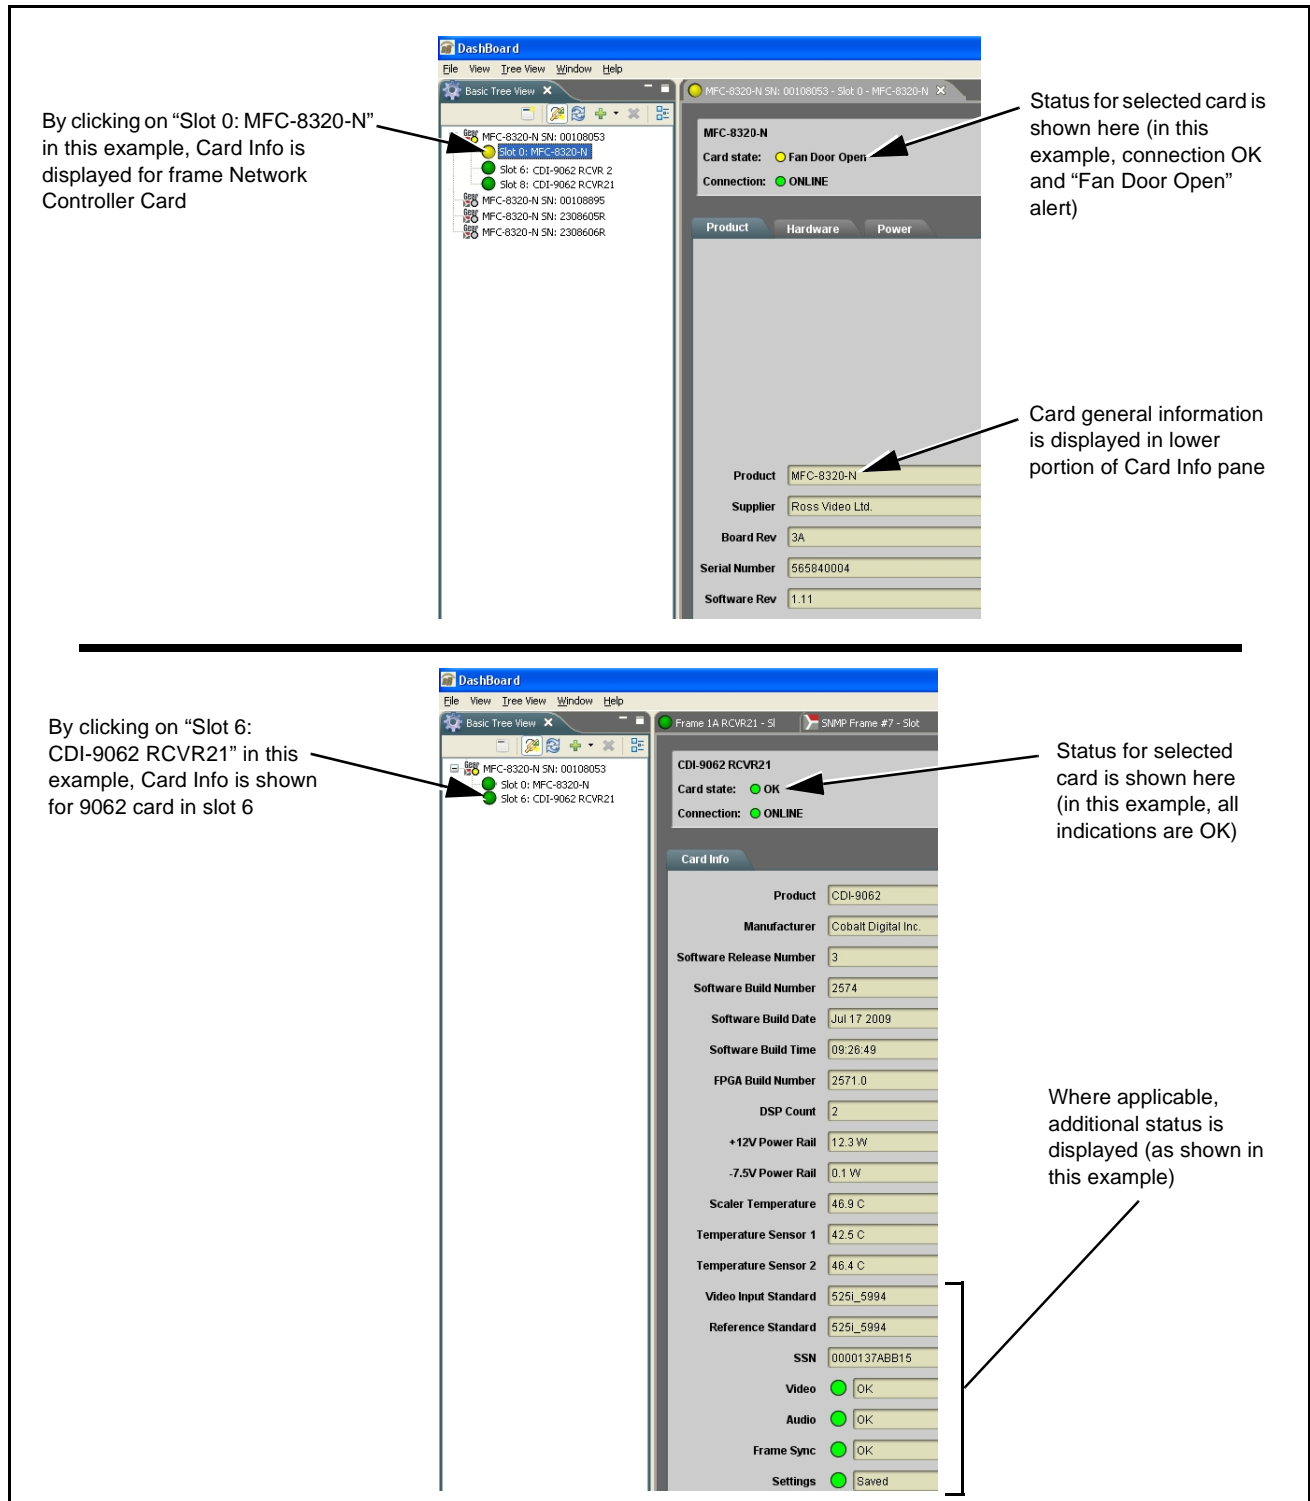 DashBoard
File View Tree View Window Help
Basic Tree View
MFC-8320-N SN: 00108053 - Slot 0 - MFC-8320-N
By clicking on “Slot 0: MFC-8320-N”
in this example, Card Info is
displayed for frame Network
Controller Card
MFC-8320-N SN: 00108053
Slot 0: MFC-8320-N
Slot 6: CDI-9062 RCVR 2
Slot 8: CDI-9062 RCVR21
MFC-8320-N SN: 00108895
MFC-8320-N SN: 2308605R
MFC-8320-N SN: 2308606R
MFC-8320-N
Card state: Fan Door Open
Connection: ONLINE
Status for selected card is
shown here (in this
example, connection OK
and “Fan Door Open”
alert)
Product Hardware Power
Card general information
is displayed in lower
portion of Card Info pane
Product MFC-8320-N
Supplier Ross Video Ltd.
Board Rev 3A
Serial Number 565840004
Software Rev 1.11
DashBoard
File View Tree View Window Help
Basic Tree View
Frame 1A RCVR21 - Sl
SNMP Frame #7 - Slot
By clicking on “Slot 6:
CDI-9062 RCVR21” in this
example, Card Info is shown
for 9062 card in slot 6
MFC-8320-N SN: 00108053
Slot 0: MFC-8320-N
Slot 6: CDI-9062 RCVR21
CDI-9062 RCVR21
Card state: OK
Connection: ONLINE
Status for selected
card is shown here
(in this example, all
indications are OK)
Card Info
Product CDI-9062
Manufacturer Cobalt Digital Inc.
Software Release Number 3
Software Build Number 2574
Software Build Date Jul 17 2009
Software Build Time 09:26:49
FPGA Build Number 2571.0
DSP Count 2
+12V Power Rail 12.3 W
-7.5V Power Rail 0.1 W
Scaler Temperature 46.9 C
Temperature Sensor 1 42.5 C
Temperature Sensor 2 46.4 C
Video Input Standard 525i_5994
Reference Standard 525i_5994
SSN 0000137ABB15
Video OK
Audio OK
Frame Sync OK
Settings Saved
Where applicable,
additional status is
displayed (as shown in
this example)